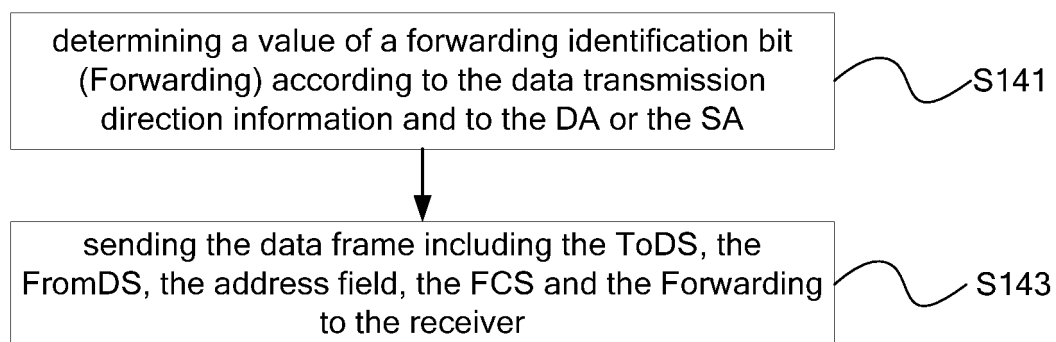 determining a value of a forwarding identification bit
(Forwarding) according to the data transmission
direction information and to the DA or the SA
S141
sending the data frame including the ToDS, the
FromDS, the address field, the FCS and the Forwarding
to the receiver
S143